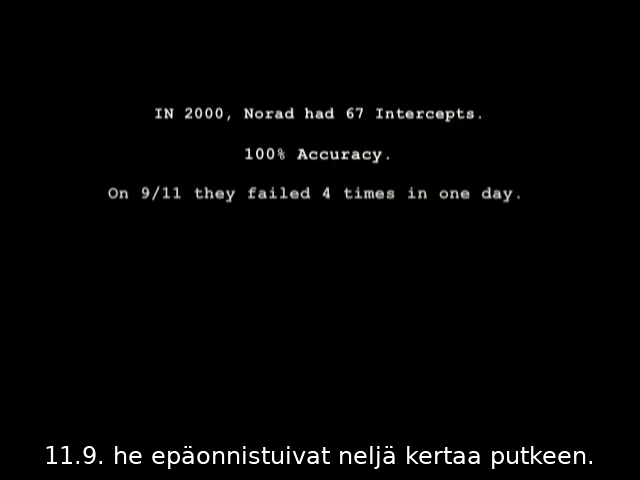 IN 2000, Norad had 67 Intercepts.
100% Accuracy.
On 9/11 they failed 4 times in one day.
11.9. he epäonnistuivat neljä kertaa putkeen.